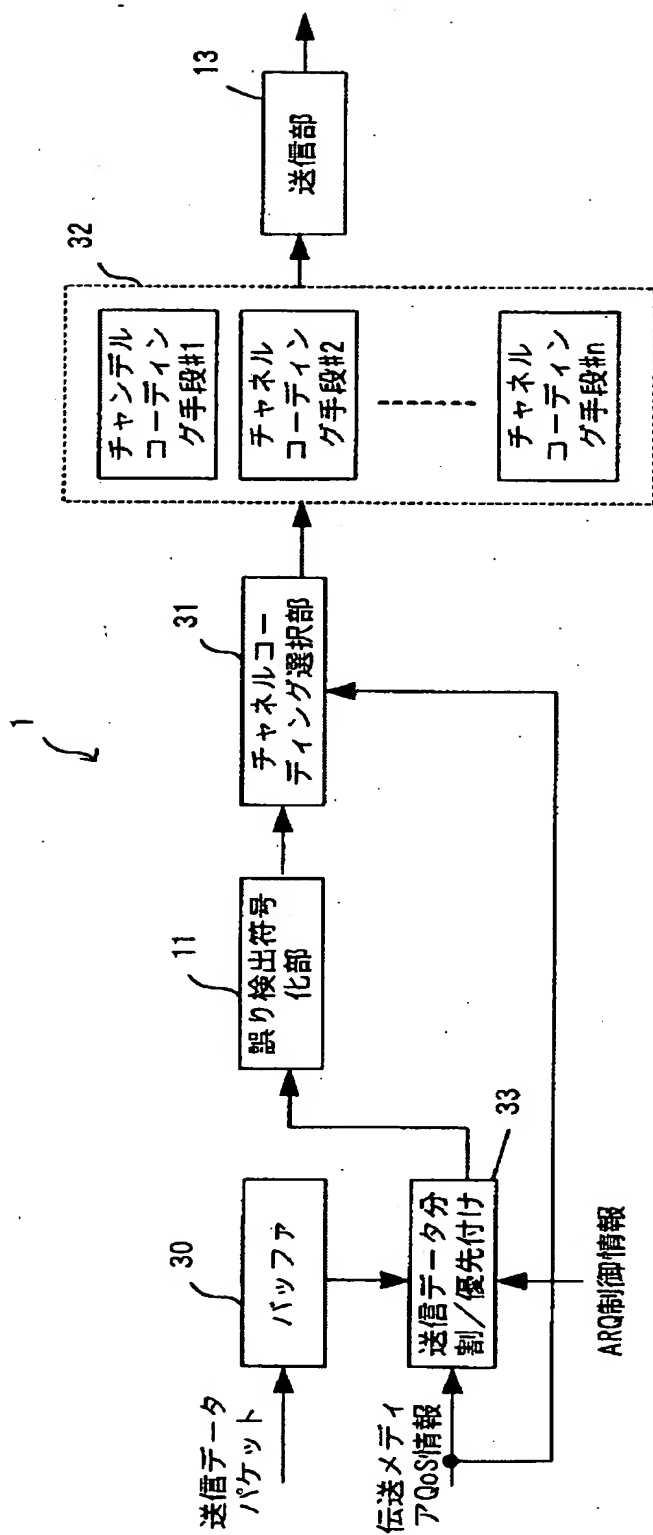 1
送信データ
パケット
30
バッファ
伝送メディ
アQoS情報
送信データ分
割/優先付け
33
ARQ制御情報
11
誤り検出符号
化部
31
チャネルコー
ディング選択部
32
チャンデル
コーディン
グ手段#1
チャネル
コーディン
グ手段#2
チャネル
コーディン
グ手段#n
13
送信部